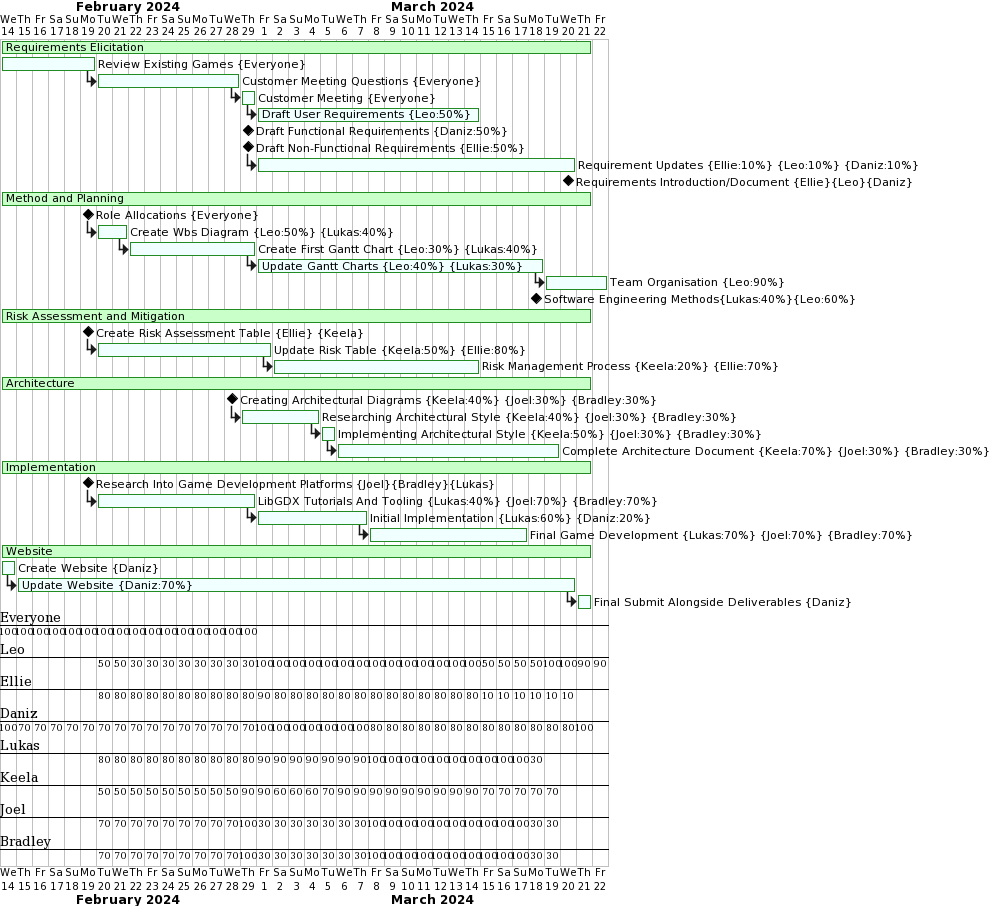 February 2024 March 2024
We Th Fr Sa Su Mo Tu We Th Fr Sa Su Mo Tu We Th Fr Sa Su Mo Tu We Th Fr Sa Su Mo Tu We Th Fr Sa Su Mo Tu We Th Fr
14 15 16 17 18 19 20 21 22 23 24 25 26 27 28 29 1 2 3 4 5 6 7 8 9 10 11 12 13 14 15 16 17 18 19 20 21 22
Requirements Elicitation
Review Existing Games {Everyone}
Customer Meeting Questions {Everyone}
Customer Meeting {Everyone}
Draft User Requirements {Leo:50%}
Draft Functional Requirements {Daniz:50%}
Draft Non-Functional Requirements {Ellie:50%}
Requirement Updates {Ellie:10%} {Leo:10%} {Daniz:10%}
Requirements Introduction/Document {Ellie}{Leo}{Daniz}
Method and Planning
Role Allocations {Everyone}
Create Wbs Diagram {Leo:50%} {Lukas:40%}
Create First Gantt Chart {Leo:30%} {Lukas:40%}
Update Gantt Charts {Leo:40%} {Lukas:30%}
Team Organisation {Leo:90%}
Software Engineering Methods{Lukas:40%}{Leo:60%}
Risk Assessment and Mitigation
Create Risk Assessment Table {Ellie} {Keela}
Update Risk Table {Keela:50%} {Ellie:80%}
Risk Management Process {Keela:20%} {Ellie:70%}
Architecture
Creating Architectural Diagrams {Keela:40%} {Joel:30%} {Bradley:30%}
Researching Architectural Style {Keela:40%} {Joel:30%} {Bradley:30%}
Implementing Architectural Style {Keela:50%} {Joel:30%} {Bradley:30%}
Complete Architecture Document {Keela:70%} {Joel:30%} {Bradley:30%}
Implementation
Research Into Game Development Platforms {Joel}{Bradley}{Lukas}
LibGDX Tutorials And Tooling {Lukas:40%} {Joel:70%} {Bradley:70%}
Initial Implementation {Lukas:60%} {Daniz:20%}
Final Game Development {Lukas:70%} {Joel:70%} {Bradley:70%}
Website
Create Website {Daniz}
Update Website {Daniz:70%}
Final Submit Alongside Deliverables {Daniz}
Everyone
100 100 100 100 100 100 100 100 100 100 100 100 100 100 100 100
Leo
50 50 30 30 30 30 30 30 30 30 100 100 100 100 100 100 100 100 100 100 100 100 100 100 50 50 50 50 100 100 90 90
Ellie
80 80 80 80 80 80 80 80 80 80 90 80 80 80 80 80 80 80 80 80 80 80 80 80 10 10 10 10 10 10
Daniz
100 70 70 70 70 70 70 70 70 70 70 70 70 70 70 70 100 100 100 100 100 100 100 80 80 80 80 80 80 80 80 80 80 80 80 80 100
Lukas
80 80 80 80 80 80 80 80 80 80 90 90 90 90 90 90 90 100 100 100 100 100 100 100 100 100 100 30
Keela
50 50 50 50 50 50 50 50 50 90 90 60 60 60 70 90 90 90 90 90 90 90 90 90 70 70 70 70 70
Joel
70 70 70 70 70 70 70 70 70 100 30 30 30 30 30 30 30 100 100 100 100 100 100 100 100 100 100 30 30
Bradley
70 70 70 70 70 70 70 70 70 100 30 30 30 30 30 30 30 100 100 100 100 100 100 100 100 100 100 30 30
We Th Fr Sa Su Mo Tu We Th Fr Sa Su Mo Tu We Th Fr Sa Su Mo Tu We Th Fr Sa Su Mo Tu We Th Fr Sa Su Mo Tu We Th Fr
14 15 16 17 18 19 20 21 22 23 24 25 26 27 28 29 1 2 3 4 5 6 7 8 9 10 11 12 13 14 15 16 17 18 19 20 21 22
February 2024 March 2024